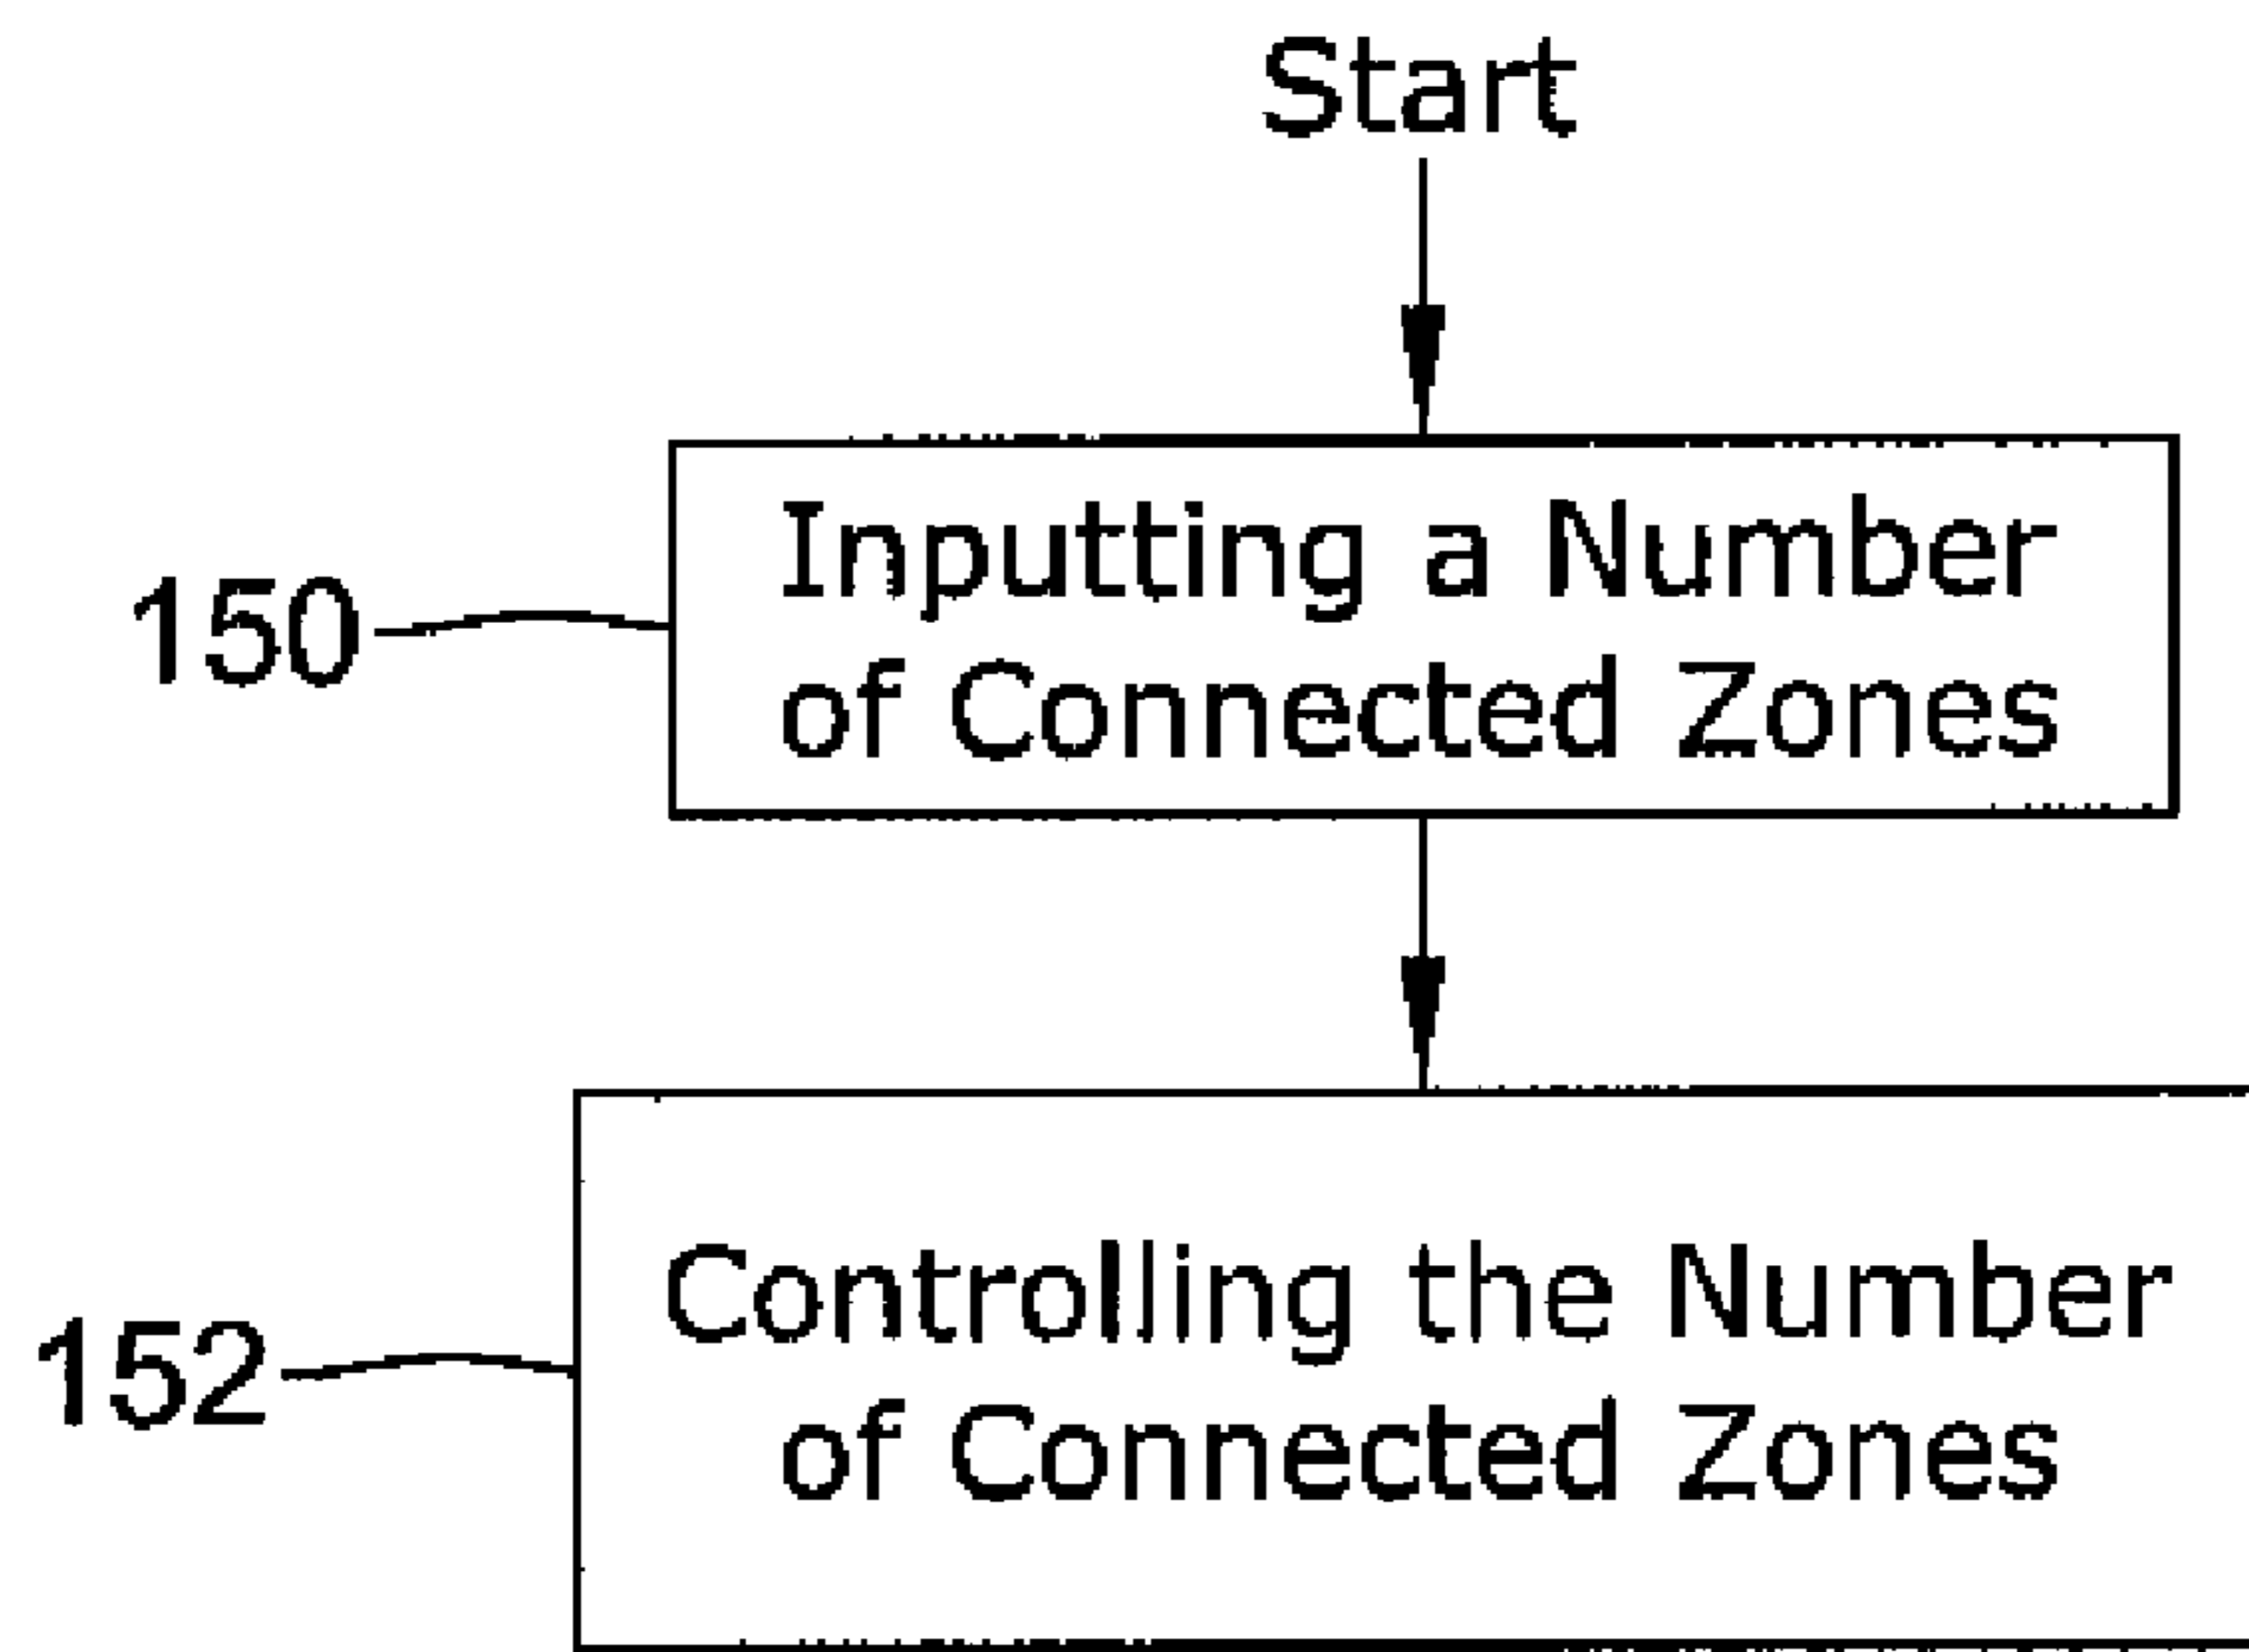 Start
Inputting a Number
of Connected Zones
150
Controlling the Number
of Connected Zones
152